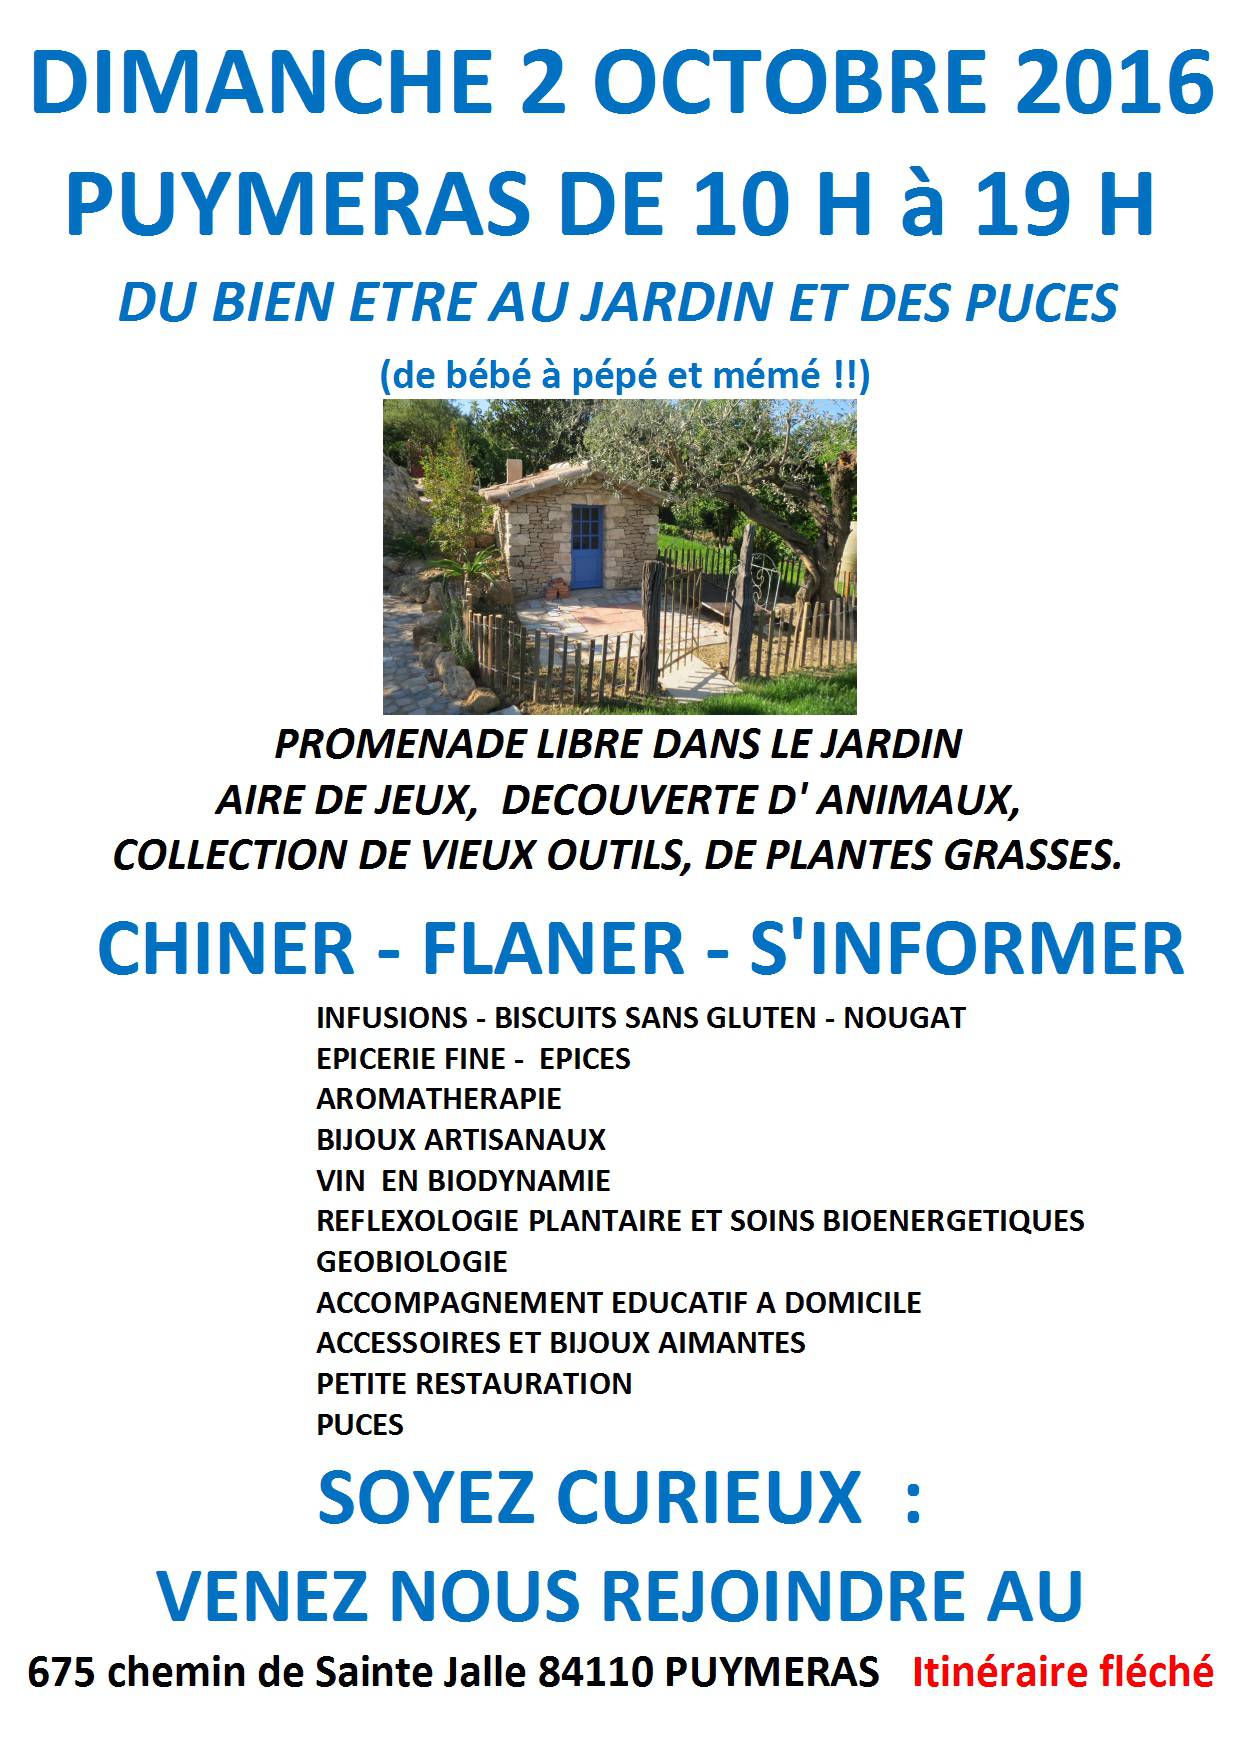 DIMANCHE 2 OCTOBRE 2016
PUYMERAS DE 10 H à 19 H
DU BIEN ETRE AU JARDIN ET DES PUCES
(de bébé à pépé et mémé !!)
PROMENADE LIBRE DANS LE JARDIN
AIRE DE JEUX, DECOUVERTE D' ANIMAUX,
COLLECTION DE VIEUX OUTILS, DE PLANTES GRASSES.
CHINER - FLANER - S'INFORMER
INFUSIONS - BISCUITS SANS GLUTEN - NOUGAT
EPICERIE FINE - EPICES
AROMATHERAPIE
BIJOUX ARTISANAUX
VIN EN BIODYNAMIE
REFLEXOLOGIE PLANTAIRE ET SOINS BIOENERGETIQUES
GEOBIOLOGIE
ACCOMPAGNEMENT EDUCATIF A DOMICILE
ACCESSOIRES ET BIJOUX AIMANTES
PETITE RESTAURATION
PUCES
SOYEZ CURIEUX :
VENEZ NOUS REJOINDRE AU
675 chemin de Sainte Jalle 84110 PUYMERAS Itinéraire fléché